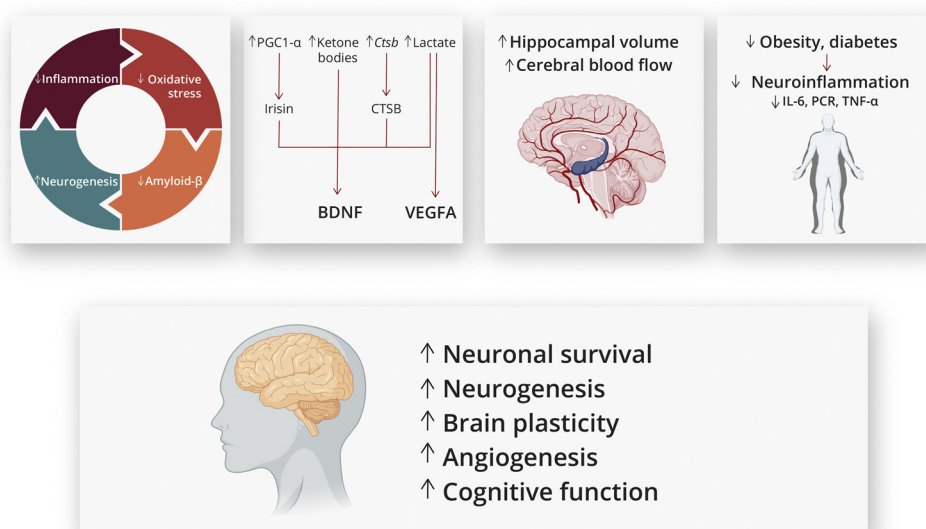 ↓Inflammation
↓ Oxidative
stress
↑Neurogenesis
↓Amyloid-β
↑PGC1-α ↑Ketone ↑Ctsb ↑Lactate
bodies
Irisin CTSB
BDNF VEGFA
↑Hippocampal volume
↑Cerebral blood flow
↓ Obesity, diabetes
↓ Neuroinflammation
↓IL-6, PCR, TNF-α
↑ Neuronal survival
↑ Neurogenesis
↑ Brain plasticity
↑ Angiogenesis
↑ Cognitive function